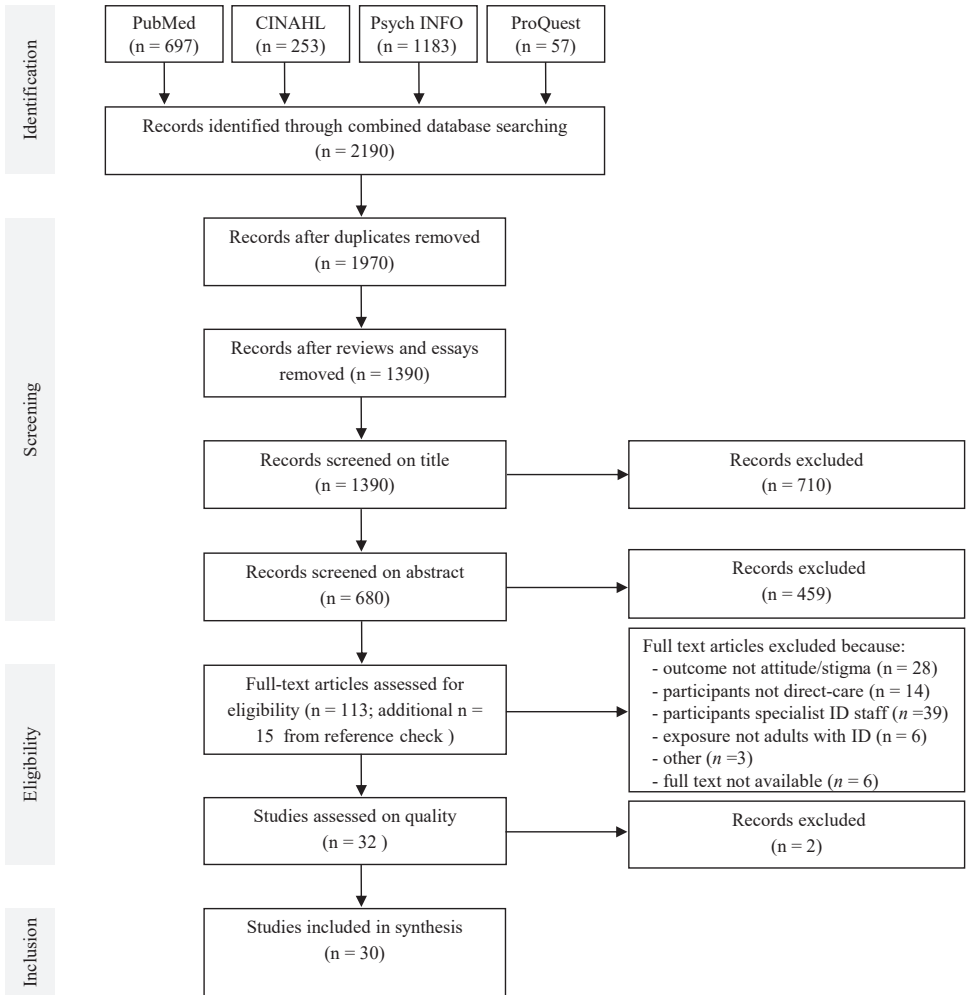 PubMed
(n = 697)
CINAHL
(n = 253)
Psych INFO
(n = 1183)
ProQuest
(n = 57)
Identification
Records identified through combined database searching
(n = 2190)
Screening
Records after duplicates removed
(n = 1970)
Records after reviews and essays
removed (n = 1390)
Records screened on title
(n = 1390)
Records excluded
(n = 710)
Records screened on abstract
(n = 680)
Records excluded
(n = 459)
Eligibility
Full-text articles assessed for
eligibility (n = 113; additional n =
15 from reference check )
Full text articles excluded because:
- outcome not attitude/stigma (n = 28)
- participants not direct-care (n = 14)
- participants specialist ID staff (n =39)
- exposure not adults with ID (n = 6)
- other (n =3)
- full text not available (n = 6)
Studies assessed on quality
(n = 32 )
Records excluded
(n = 2)
Inclusion
Studies included in synthesis
(n = 30)